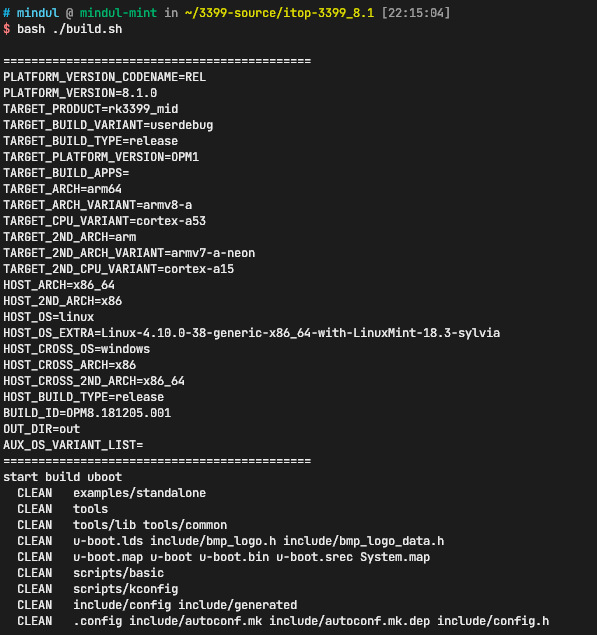 # mindul @ mindul-mint in ~/3399-source/itop-3399_8.1 [22:15:04]
$ bash ./build.sh
============================================
PLATFORM_VERSION_CODENAME=REL
PLATFORM_VERSION=8.1.0
TARGET_PRODUCT=rk3399_mid
TARGET_BUILD_VARIANT=userdebug
TARGET_BUILD_TYPE=release
TARGET_PLATFORM_VERSION=OPM1
TARGET_BUILD_APPS=
TARGET_ARCH=arm64
TARGET_ARCH_VARIANT=armv8-a
TARGET_CPU_VARIANT=cortex-a53
TARGET_2ND_ARCH=arm
TARGET_2ND_ARCH_VARIANT=armv7-a-neon
TARGET_2ND_CPU_VARIANT=cortex-a15
HOST_ARCH=x86_64
HOST_2ND_ARCH=x86
HOST_OS=linux
HOST_OS_EXTRA=Linux-4.10.0-38-generic-x86_64-with-LinuxMint-18.3-sylvia
HOST_CROSS_OS=windows
HOST_CROSS_ARCH=x86
HOST_CROSS_2ND_ARCH=x86_64
HOST_BUILD_TYPE=release
BUILD_ID=OPM8.181205.001
OUT_DIR=out
AUX_OS_VARIANT_LIST=
============================================
start build uboot
  CLEAN   examples/standalone
  CLEAN   tools
  CLEAN   tools/lib tools/common
  CLEAN   u-boot.lds include/bmp_logo.h include/bmp_logo_data.h
  CLEAN   u-boot.map u-boot u-boot.bin u-boot.srec System.map
  CLEAN   scripts/basic
  CLEAN   scripts/kconfig
  CLEAN   include/config include/generated
  CLEAN   .config include/autoconf.mk include/autoconf.mk.dep include/config.h